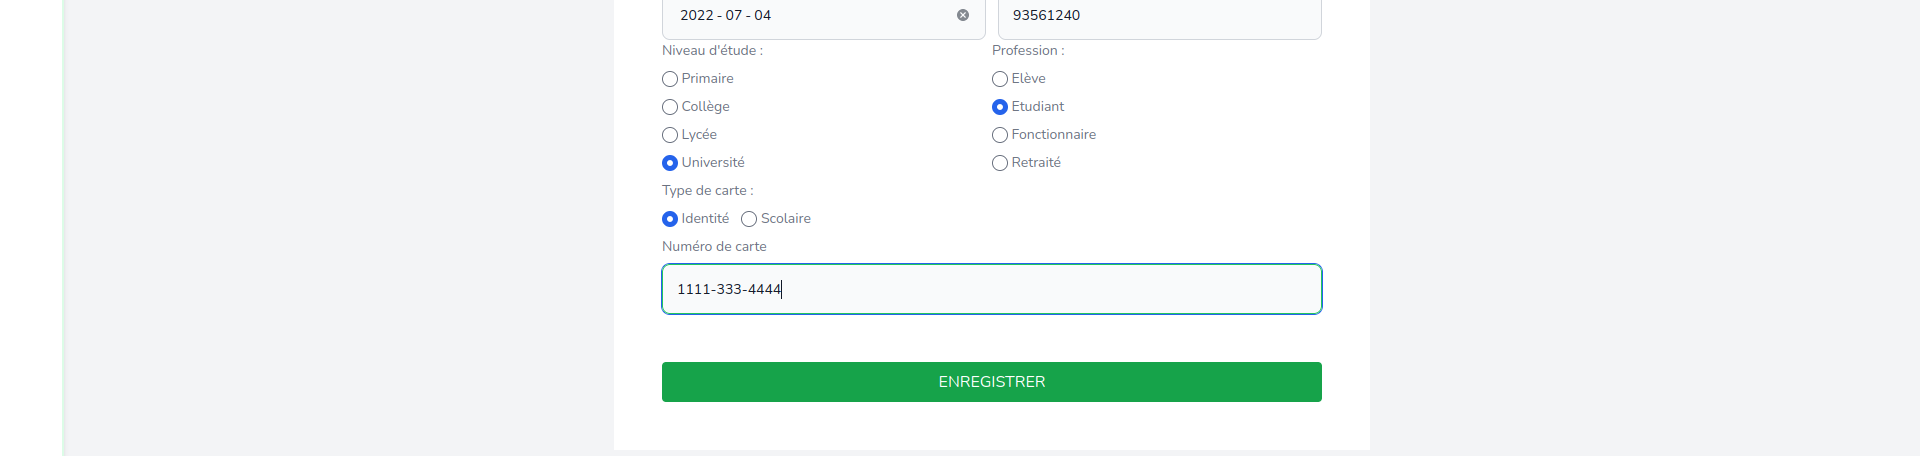 2022 - 07 - 04 93561240
Niveau d'étude : Profession :
Primaire Elève
Collège Etudiant
Lycée Fonctionnaire
Université Retraité
Type de carte :
Identité Scolaire
Numéro de carte
1111-333-4444
ENREGISTRER